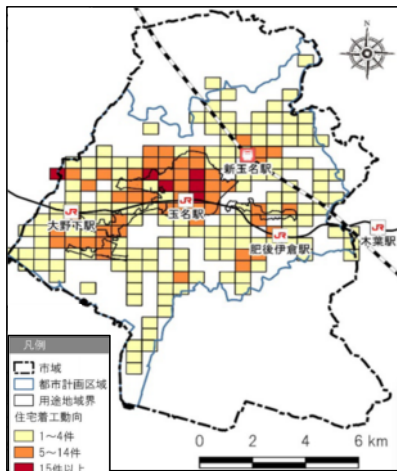 N
新玉名駅
JR
玉名駅
JR
大野下駅
JR
肥後伊倉駅
JR
木葉駅
凡例
市域
都市計画区域
用途地域界
住宅着工動向
1～4件
5～14件
15件以上
0 2 4 6 km